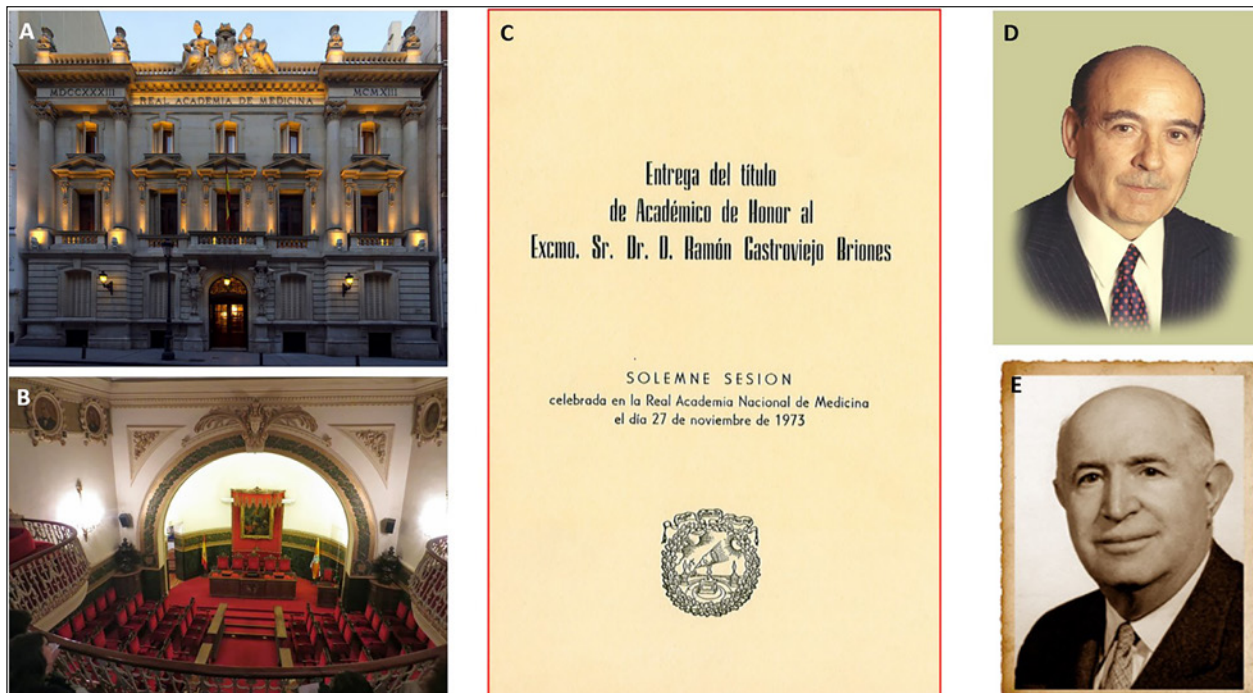 A
MDCCXXXIII
MCMXIII
REAL ACADEMIA DE MEDICINA
B
C
Entrega del título
de Académico de Honor al
Excmo. Sr. Dr. D. Ramón Castroviejo Briones
SOLEMNE SESION
celebrada en la Real Academia Nacional de Medicina
el día 27 de noviembre de 1973
D
E